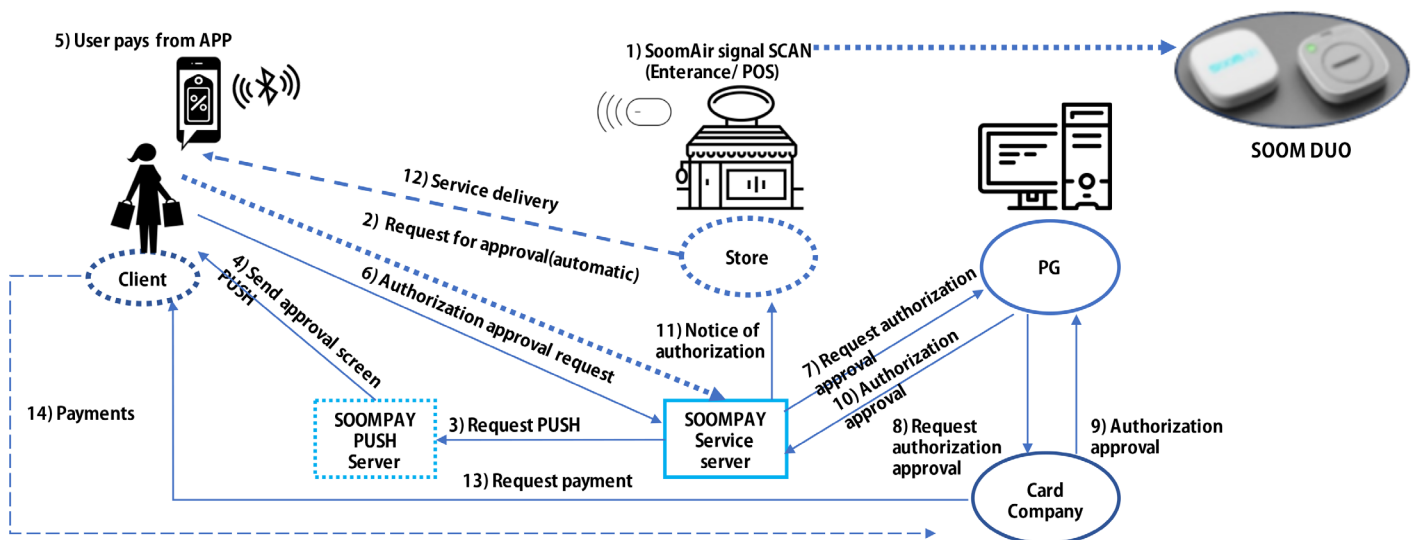 5) User pays from APP
1) SoomAir signal SCAN
(Enterance/ POS)
SOOM DUO
12) Service delivery
2) Request for approval(automatic)
6) Authorization approval request
4) Send approval screen
PUSH
Client
Store
PG
11) Notice of
authorization
7) Request authorization
approval
10) Authorization
approval
14) Payments
SOOMPAY
PUSH
Server
3) Request PUSH
SOOMPAY
Service
server
8) Request
authorization
approval
9) Authorization
approval
13) Request payment
Card
Company